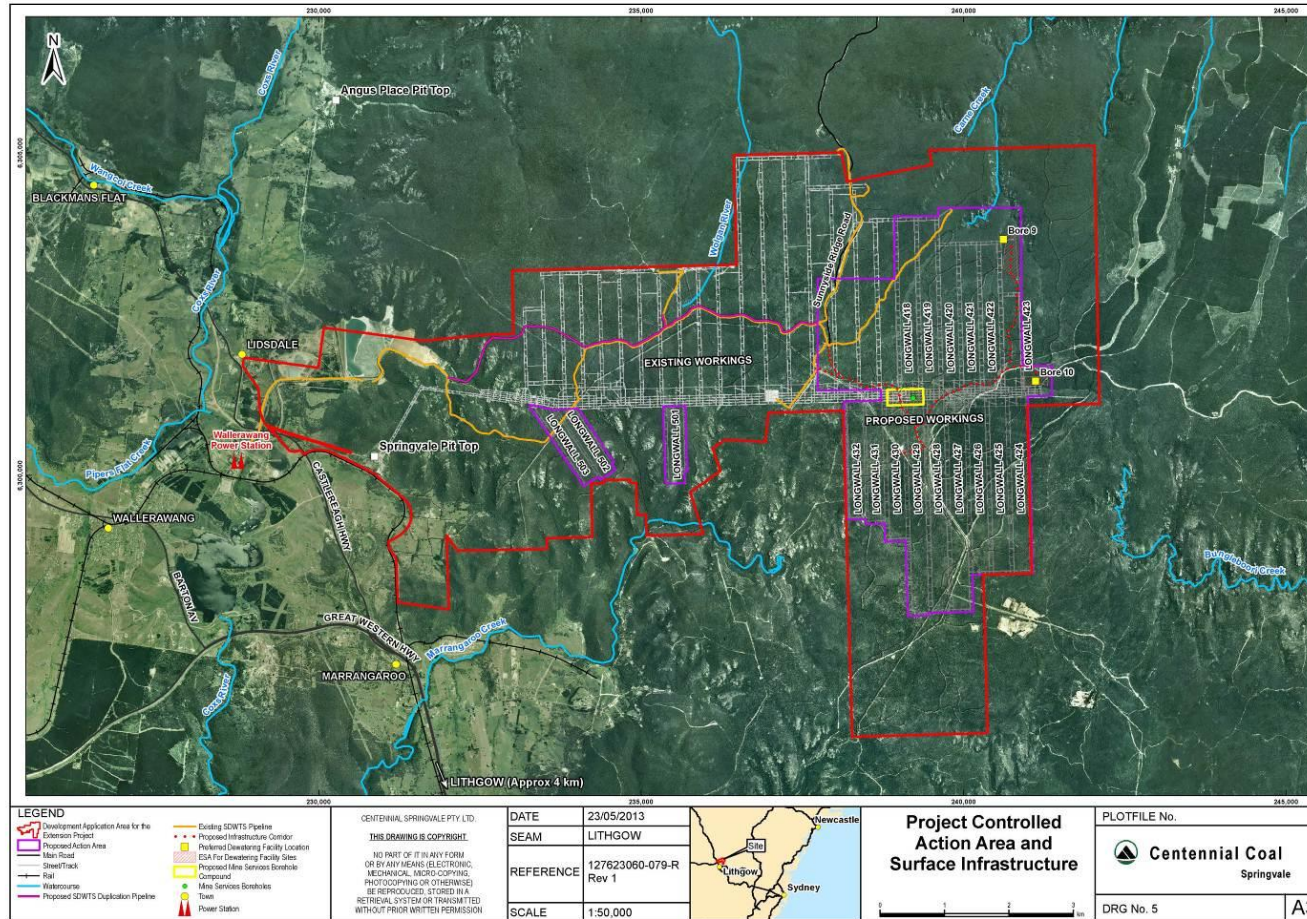 230,000
235,000
240,000
245,000
N
Coxs River
Angus Place Pit Top
Carne Creek
6,305,000
Wangcol Creek
BLACKMANS FLAT
Wolgan River
Sunnyside Ridge Road
Bore 9
Coxs River
LIDSDALE
LONGWALL 418
LONGWALL 419
LONGWALL 420
LONGWALL 421
LONGWALL 422
LONGWALL 423
EXISTING WORKINGS
Bore 10
PROPOSED WORKINGS
LONGWALL 503
LONGWALL 502
LONGWALL 501
Wallerawang
Power Station
Springvale Pit Top
Pipers Flat Creek
6,300,000
LONGWALL 432
LONGWALL 431
LONGWALL 430
LONGWALL 429
LONGWALL 428
LONGWALL 427
LONGWALL 426
LONGWALL 425
LONGWALL 424
WALLERAWANG
CASTLEREAGH HWY
BARTON AV
Bungleboori Creek
GREAT WESTERN HWY
Marrangaroo Creek
MARRANGAROO
Coxs River
LITHGOW (Approx 4 km)
230,000
235,000
240,000
245,000
LEGEND
Development Application Area for the
Extension Project
Proposed Action Area
Main Road
Street/Track
Rail
Watercourse
Proposed SDWTS Duplication Pipeline
Existing SDWTS Pipeline
Proposed Infrastructure Corridor
Preferred Dewatering Facility Location
ESA For Dewatering Facility Sites
Proposed Mine Services Borehole
Compound
Mine Services Boreholes
Town
Power Station
CENTENNIAL SPRINGVALE PTY. LTD.
THIS DRAWING IS COPYRIGHT
NO PART OF IT IN ANY FORM
OR BY ANY MEANS (ELECTRONIC,
MECHANICAL, MICRO-COPYING,
PHOTOCOPYING OR OTHERWISE)
BE REPRODUCED, STORED IN A
RETRIEVAL SYSTEM OR TRANSMITTED
WITHOUT PRIOR WRITTEN PERMISSION
DATE 23/05/2013
SEAM LITHGOW
REFERENCE 127623060-079-R
Rev 1
SCALE 1:50,000
Newcastle
Site
Lithgow
Sydney
Project Controlled
Action Area and
Surface Infrastructure
0 1 2 3
km
PLOTFILE No.
Centennial Coal
Springvale
DRG No. 5